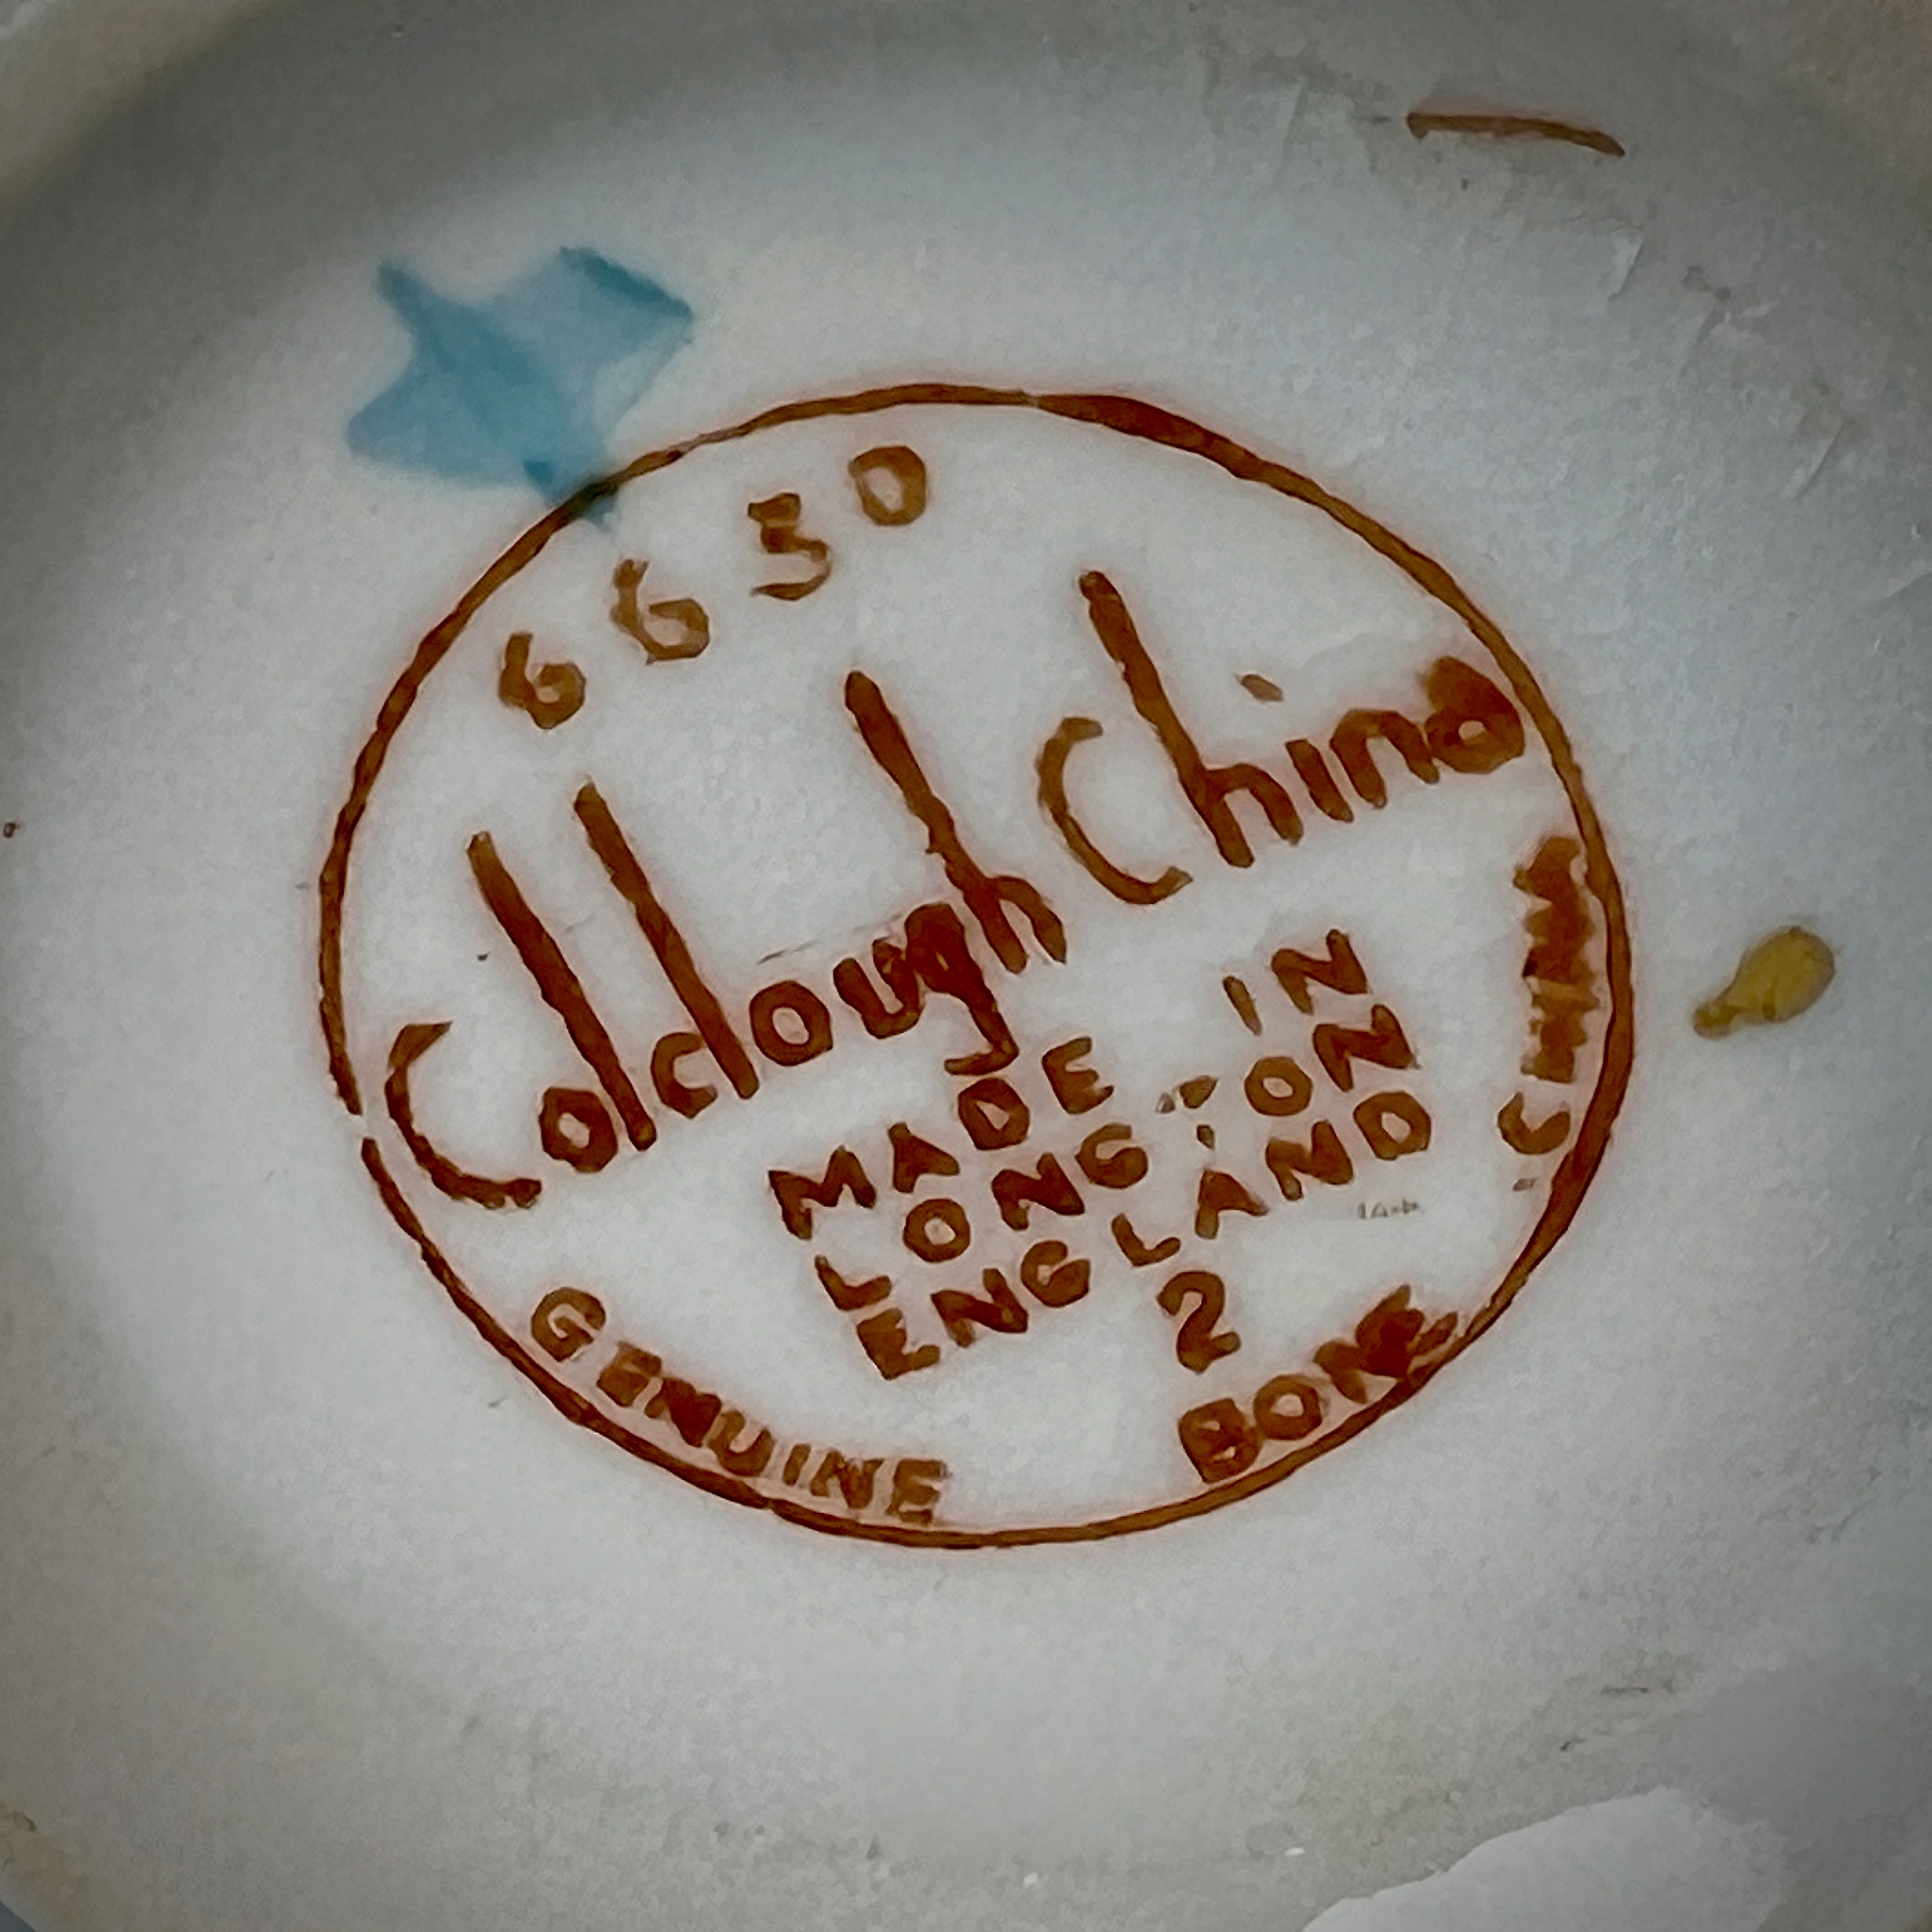 6630
Colclough China
MADE IN
LONGTON
ENGLAND
2
GENUINE BONE CHINA